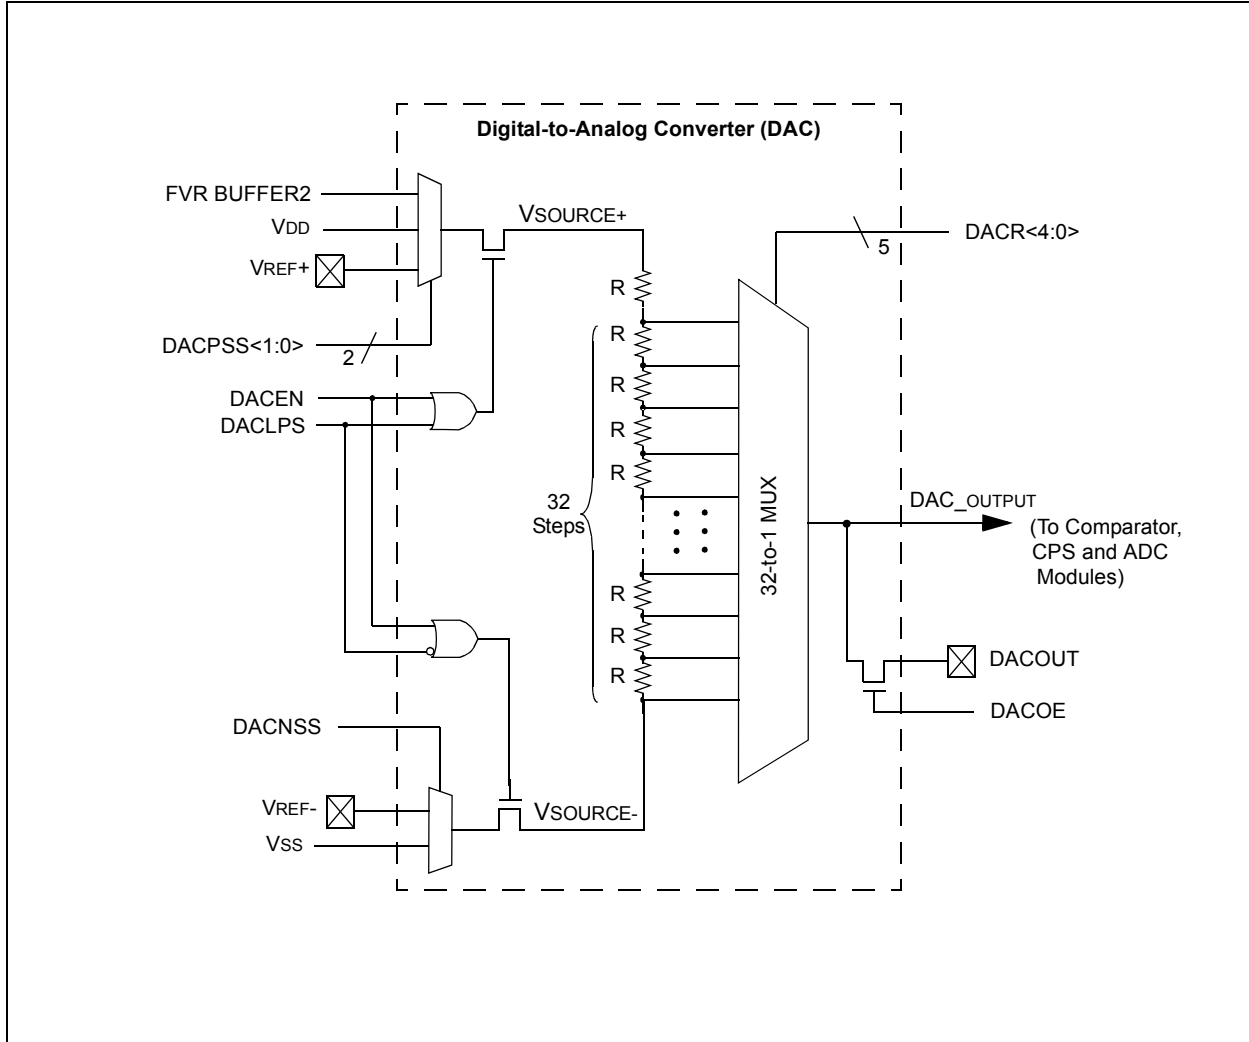 Digital-to-Analog Converter (DAC)
FVR BUFFER2
VDD
VREF+
DACPSS<1:0>
2
DACEN
DACLPS
VSOURCE+
R
R
R
R
R
32
Steps
R
R
R
32-to-1 MUX
5
DACR<4:0>
DAC_OUTPUT
(To Comparator,
CPS and ADC
Modules)
DACOUT
DACOE
DACNSS
VREF-
VSS
VSOURCE-